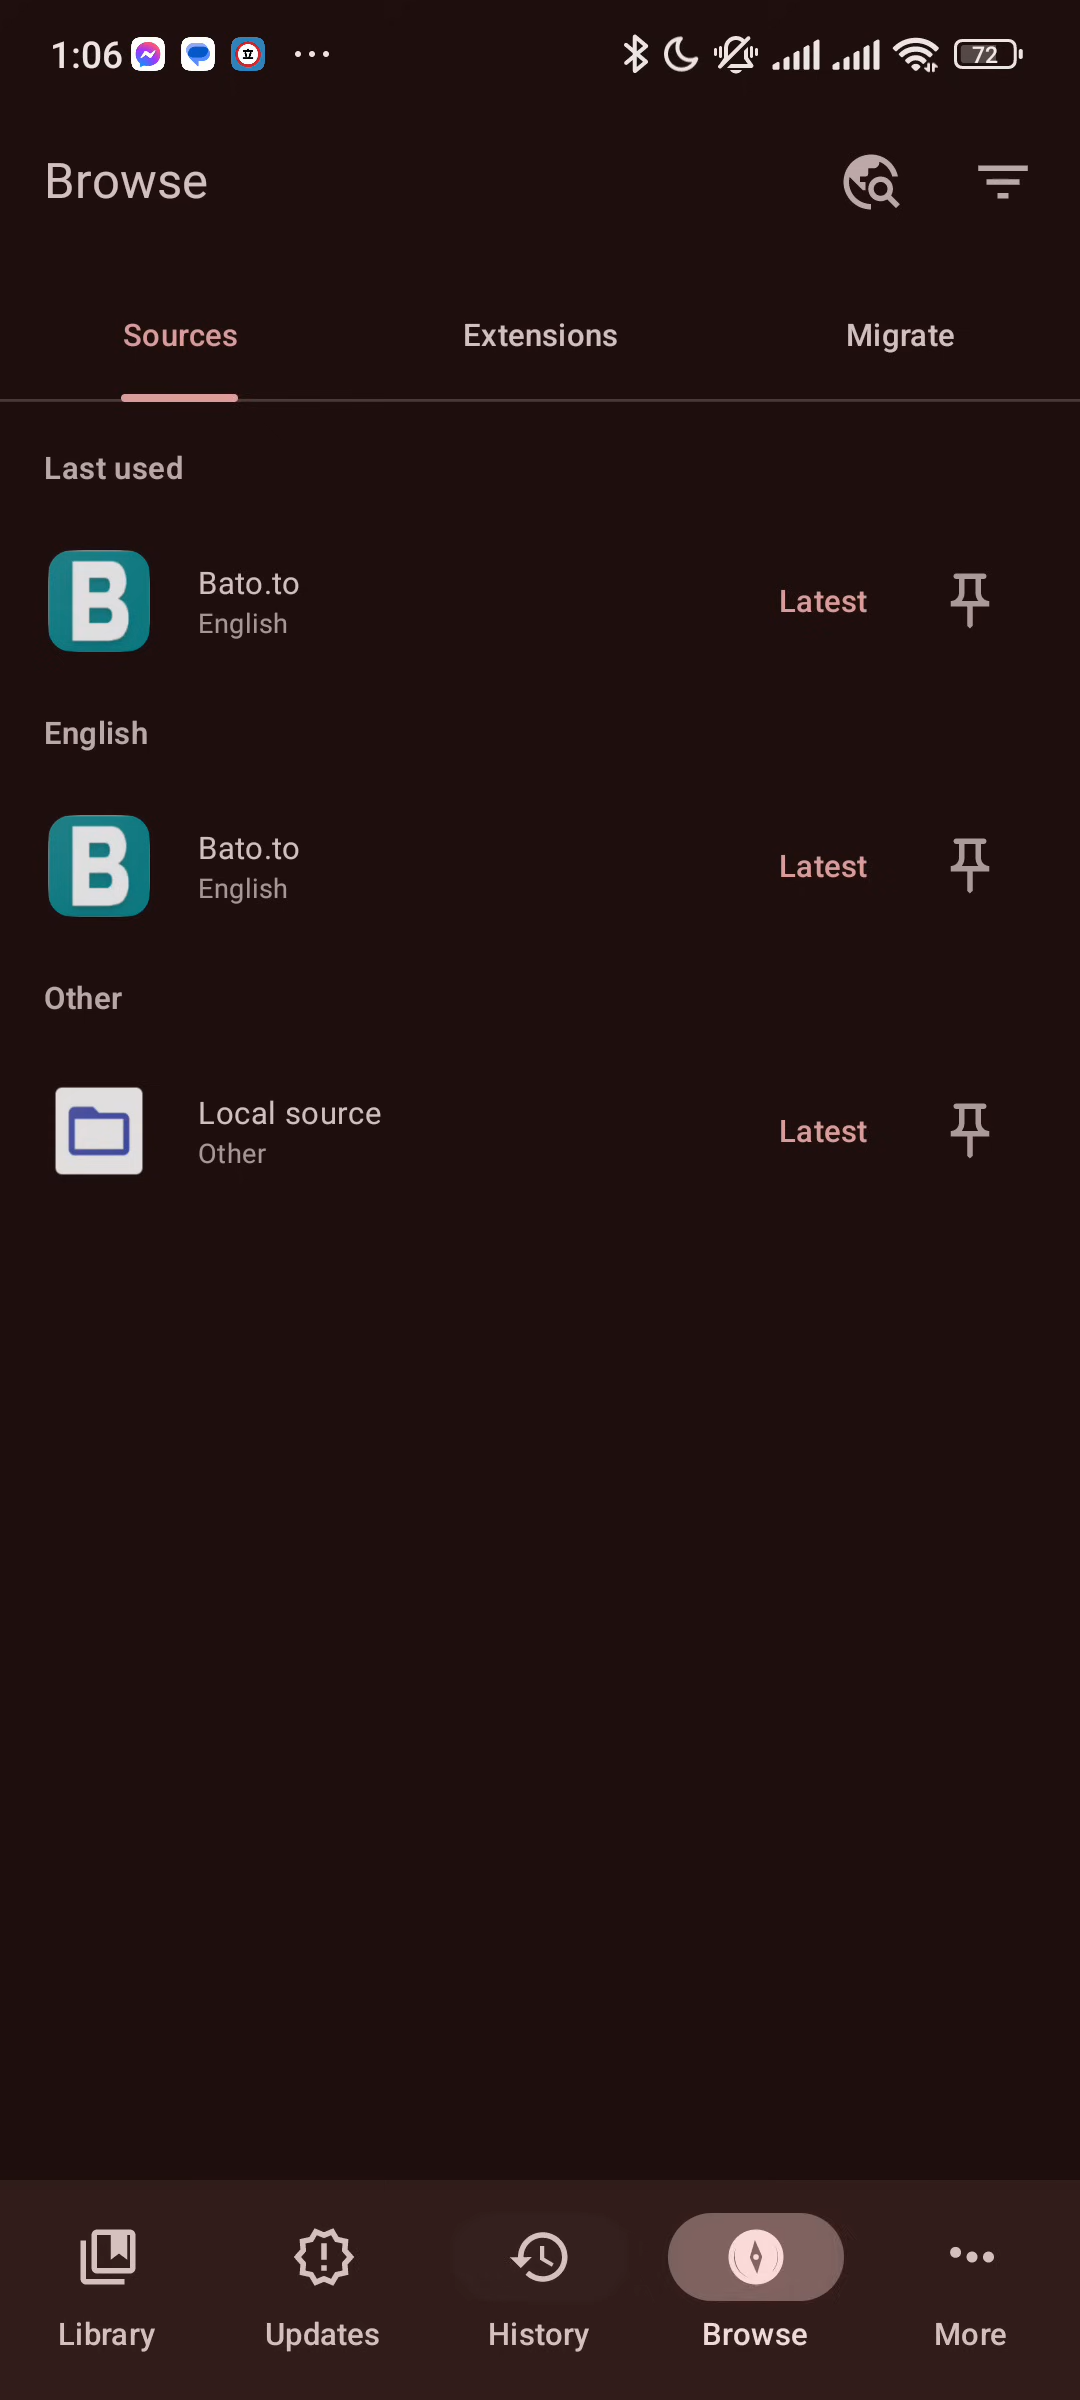 1:06
72
Browse
Sources
Extensions
Migrate
Last used
B
Bato.to
English
Latest
English
B
Bato.to
English
Latest
Other
Local source
Other
Latest
Library
Updates
History
Browse
More